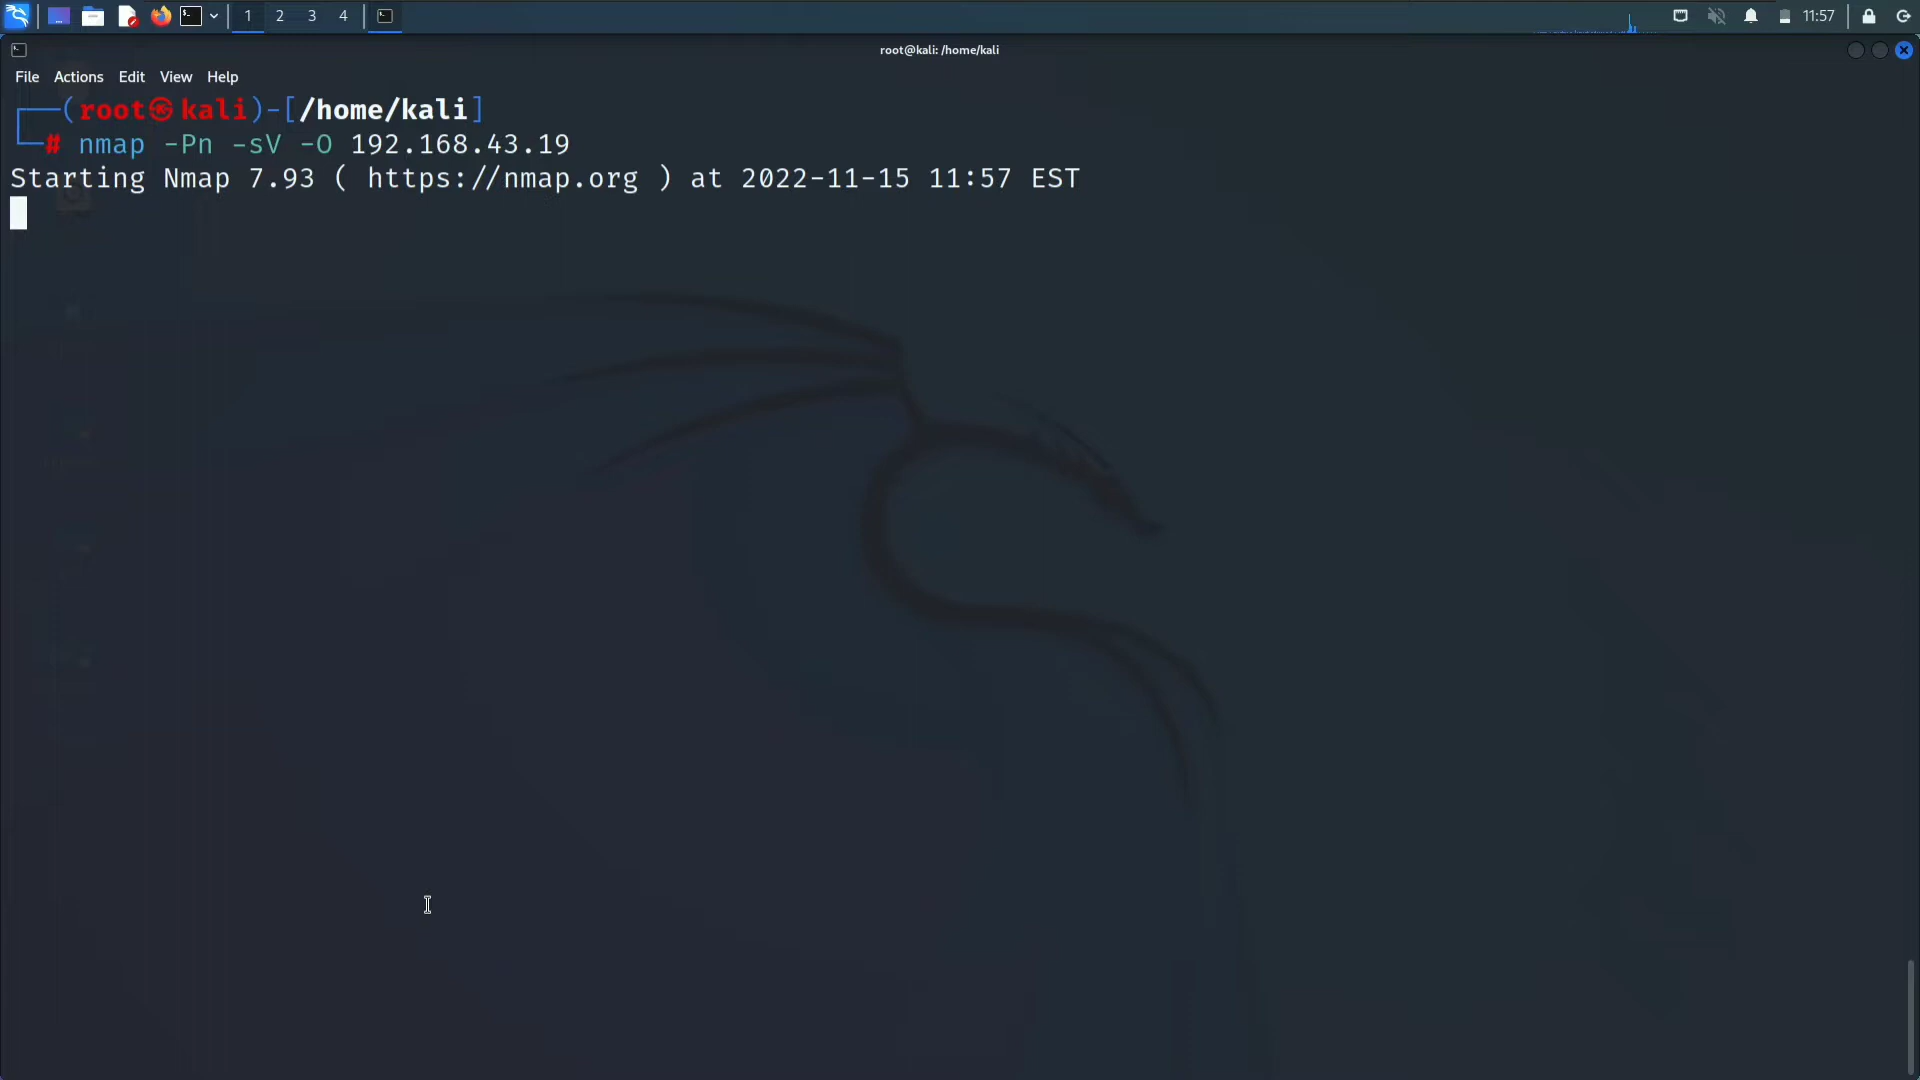 1 2 3 4 11:57
root@kali: /home/kali
File Actions Edit View Help
┌──(root㉿kali)-[/home/kali]
└─# nmap -Pn -sV -O 192.168.43.19
Starting Nmap 7.93 ( https://nmap.org ) at 2022-11-15 11:57 EST